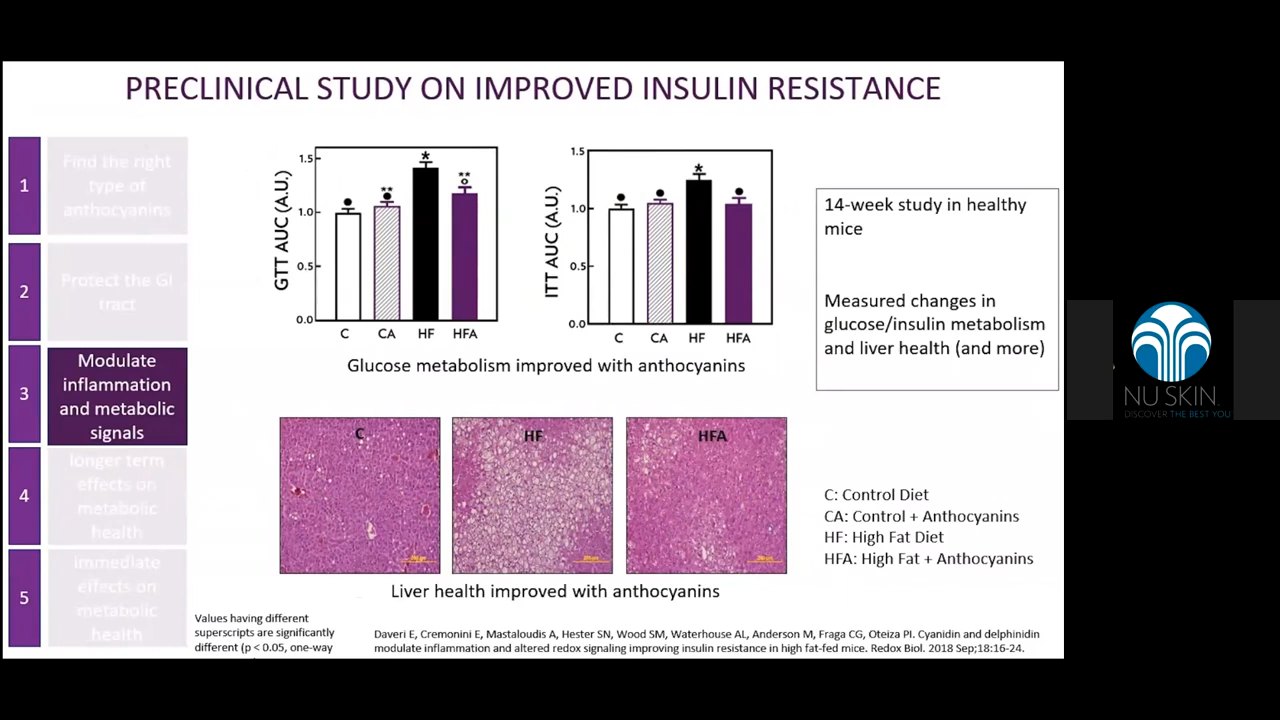 PRECLINICAL STUDY ON IMPROVED INSULIN RESISTANCE
1
Find the right
type of
anthocyanins
2
Protect the GI
tract
3
Modulate
inflammation
and metabolic
signals
4
longer term
effects on
metabolic
health
5
immediate
effects on
metabolic
health
GTT AUC (A.U.)
1.5
1.0
0.5
0.0
*
**
**
C CA HF HFA
ITT AUC (A.U.)
1.5
1.0
0.5
0.0
*
C CA HF HFA
Glucose metabolism improved with anthocyanins
C
HF
HFA
Liver health improved with anthocyanins
14-week study in healthy
mice
Measured changes in
glucose/insulin metabolism
and liver health (and more)
C: Control Diet
CA: Control + Anthocyanins
HF: High Fat Diet
HFA: High Fat + Anthocyanins
Values having different
superscripts are significantly
different (p < 0.05, one-way
Daveri E, Cremonini E, Mastaloudis A, Hester SN, Wood SM, Waterhouse AL, Anderson M, Fraga CG, Oteiza PI. Cyanidin and delphinidin
modulate inflammation and altered redox signaling improving insulin resistance in high fat-fed mice. Redox Biol. 2018 Sep;18:16-24.
NU SKIN
DISCOVER THE BEST YOU